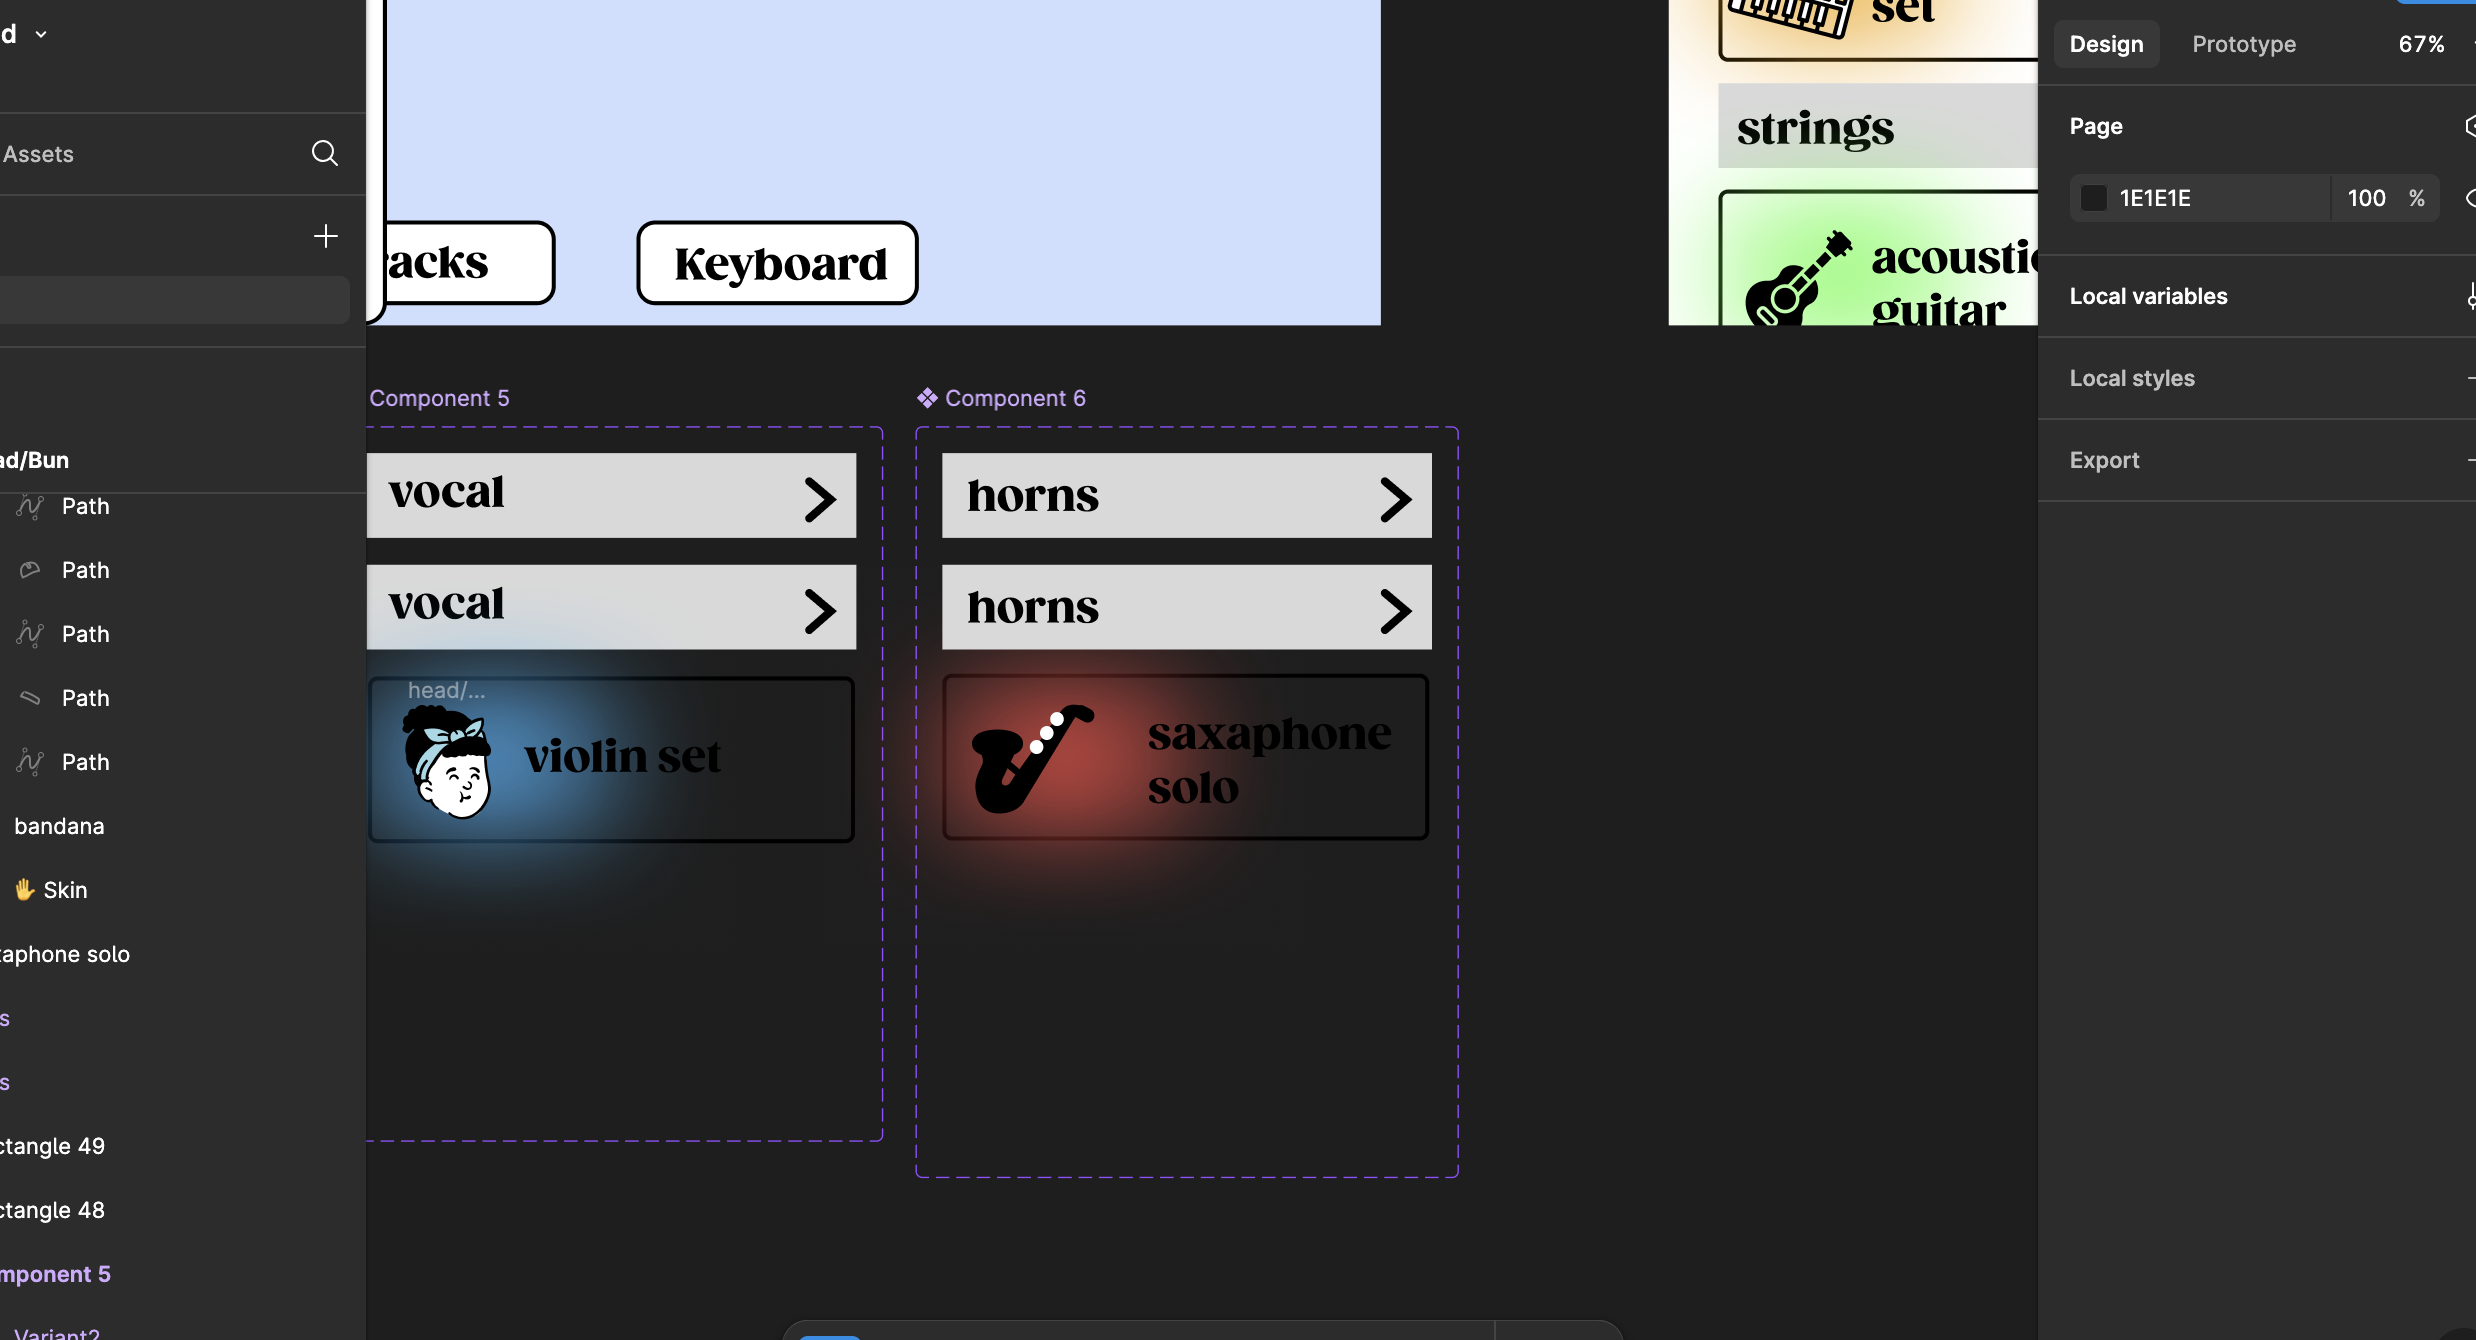 d
Assets
Path
Path
Path
Path
Path
bandana
Skin
aphone solo
s
s
ctangle 49
ctangle 48
mponent 5
Variant2
ad/Bun
acks
Keyboard
set
strings
acoustic
guitar
Component 5
Component 6
vocal
vocal
head/...
violin set
horns
horns
saxaphone
solo
Design
Prototype
67%
Page
1E1E1E
100 %
Local variables
Local styles
Export